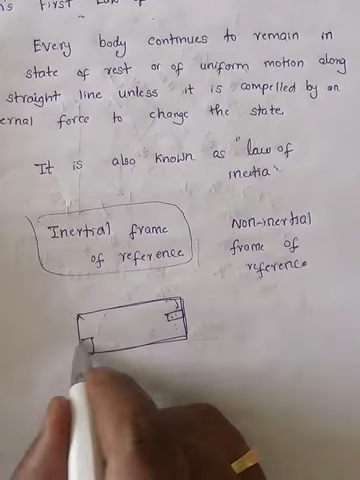 First Law of
Every body continues to remain in
state of rest or of uniform motion along
straight line unless it is compelled by an
ernal force to change the state
It is also known as "law of
inertia"
Inertial frame
of reference
Non-inertial
frame of
reference